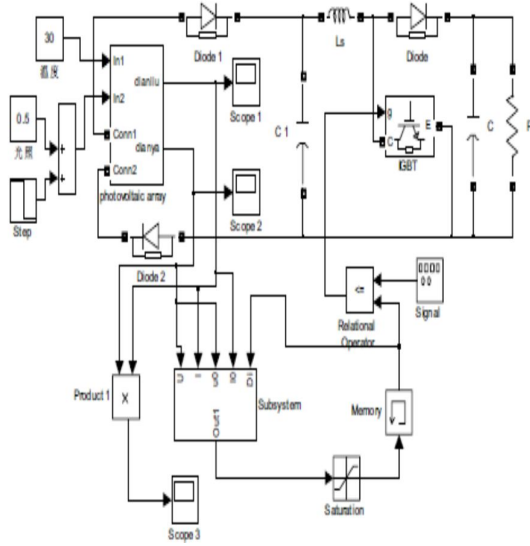 30
温度
0.5
光照
Step
In1
In2
Conn1
Conn2
dianliu
dianya
photovoltaic array
Diode 1
Diode 2
Scope 1
Scope 2
C 1
Ls
Diode
g
C
E
IGBT
C
R
<=
Relational
Operator
Signal
Product 1
X
U
I
Out1
Subsystem
Memory
Saturation
Scope 3